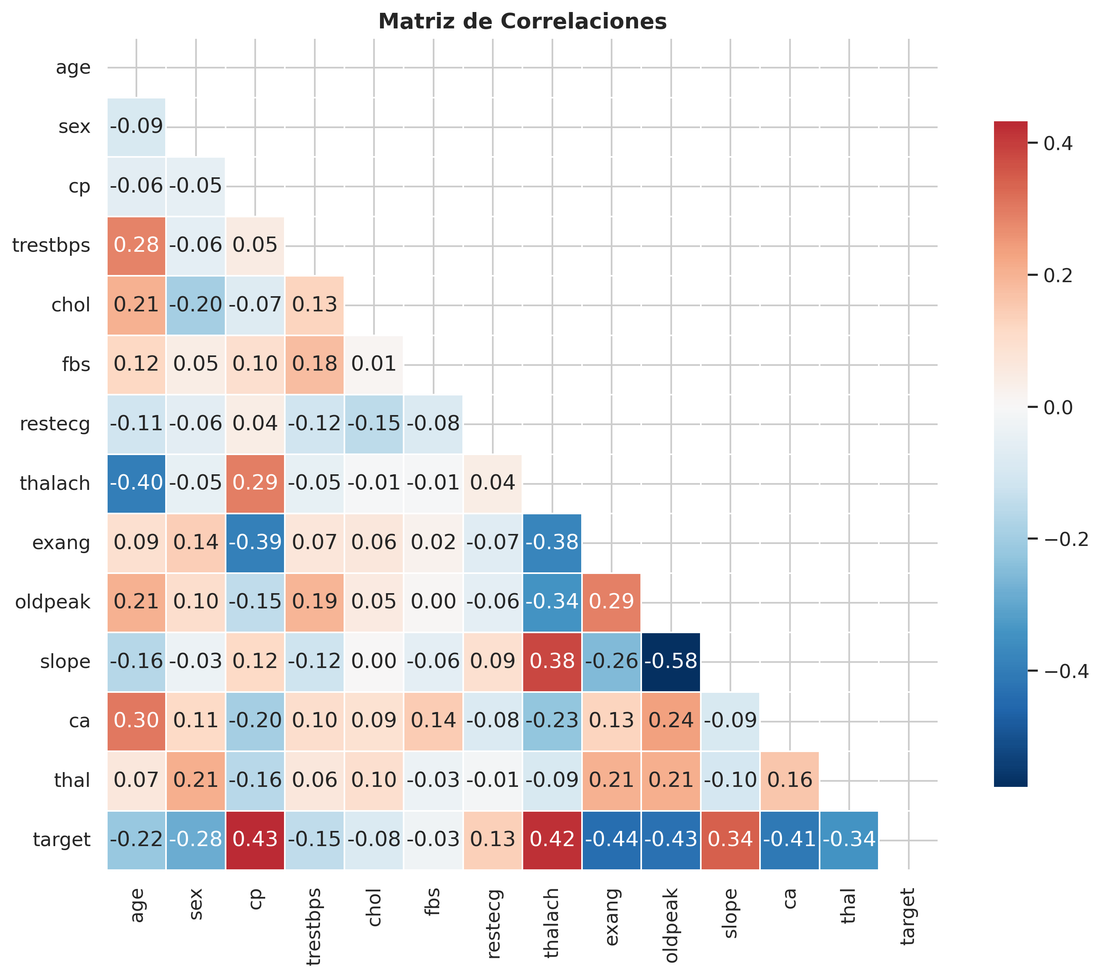 Matriz de Correlaciones
age
sex -0.09
cp -0.06 -0.05
trestbps 0.28 -0.06 0.05
chol 0.21 -0.20 -0.07 0.13
fbs 0.12 0.05 0.10 0.18 0.01
restecg -0.11 -0.06 0.04 -0.12 -0.15 -0.08
thalach -0.40 -0.05 0.29 -0.05 -0.01 -0.01 0.04
exang 0.09 0.14 -0.39 0.07 0.06 0.02 -0.07 -0.38
oldpeak 0.21 0.10 -0.15 0.19 0.05 0.00 -0.06 -0.34 0.29
slope -0.16 -0.03 0.12 -0.12 0.00 -0.06 0.09 0.38 -0.26 -0.58
ca 0.30 0.11 -0.20 0.10 0.09 0.14 -0.08 -0.23 0.13 0.24 -0.09
thal 0.07 0.21 -0.16 0.06 0.10 -0.03 -0.01 -0.09 0.21 0.21 -0.10 0.16
target -0.22 -0.28 0.43 -0.15 -0.08 -0.03 0.13 0.42 -0.44 -0.43 0.34 -0.41 -0.34
age sex cp trestbps chol fbs restecg thalach exang oldpeak slope ca thal target
0.4
0.2
0.0
−0.2
−0.4